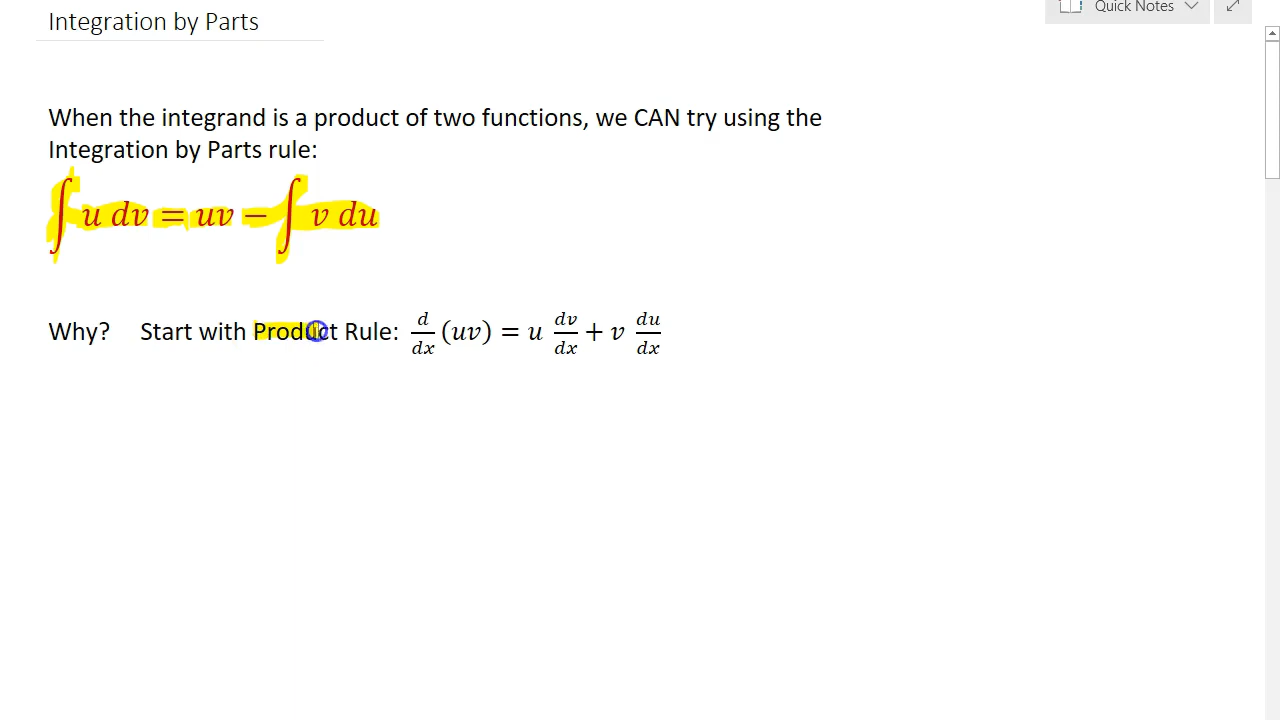 Integration by Parts
Quick Notes
When the integrand is a product of two functions, we CAN try using the
Integration by Parts rule:
∫ u dv = uv − ∫ v du
Why? Start with Product Rule: d/dx (uv) = u dv/dx + v du/dx